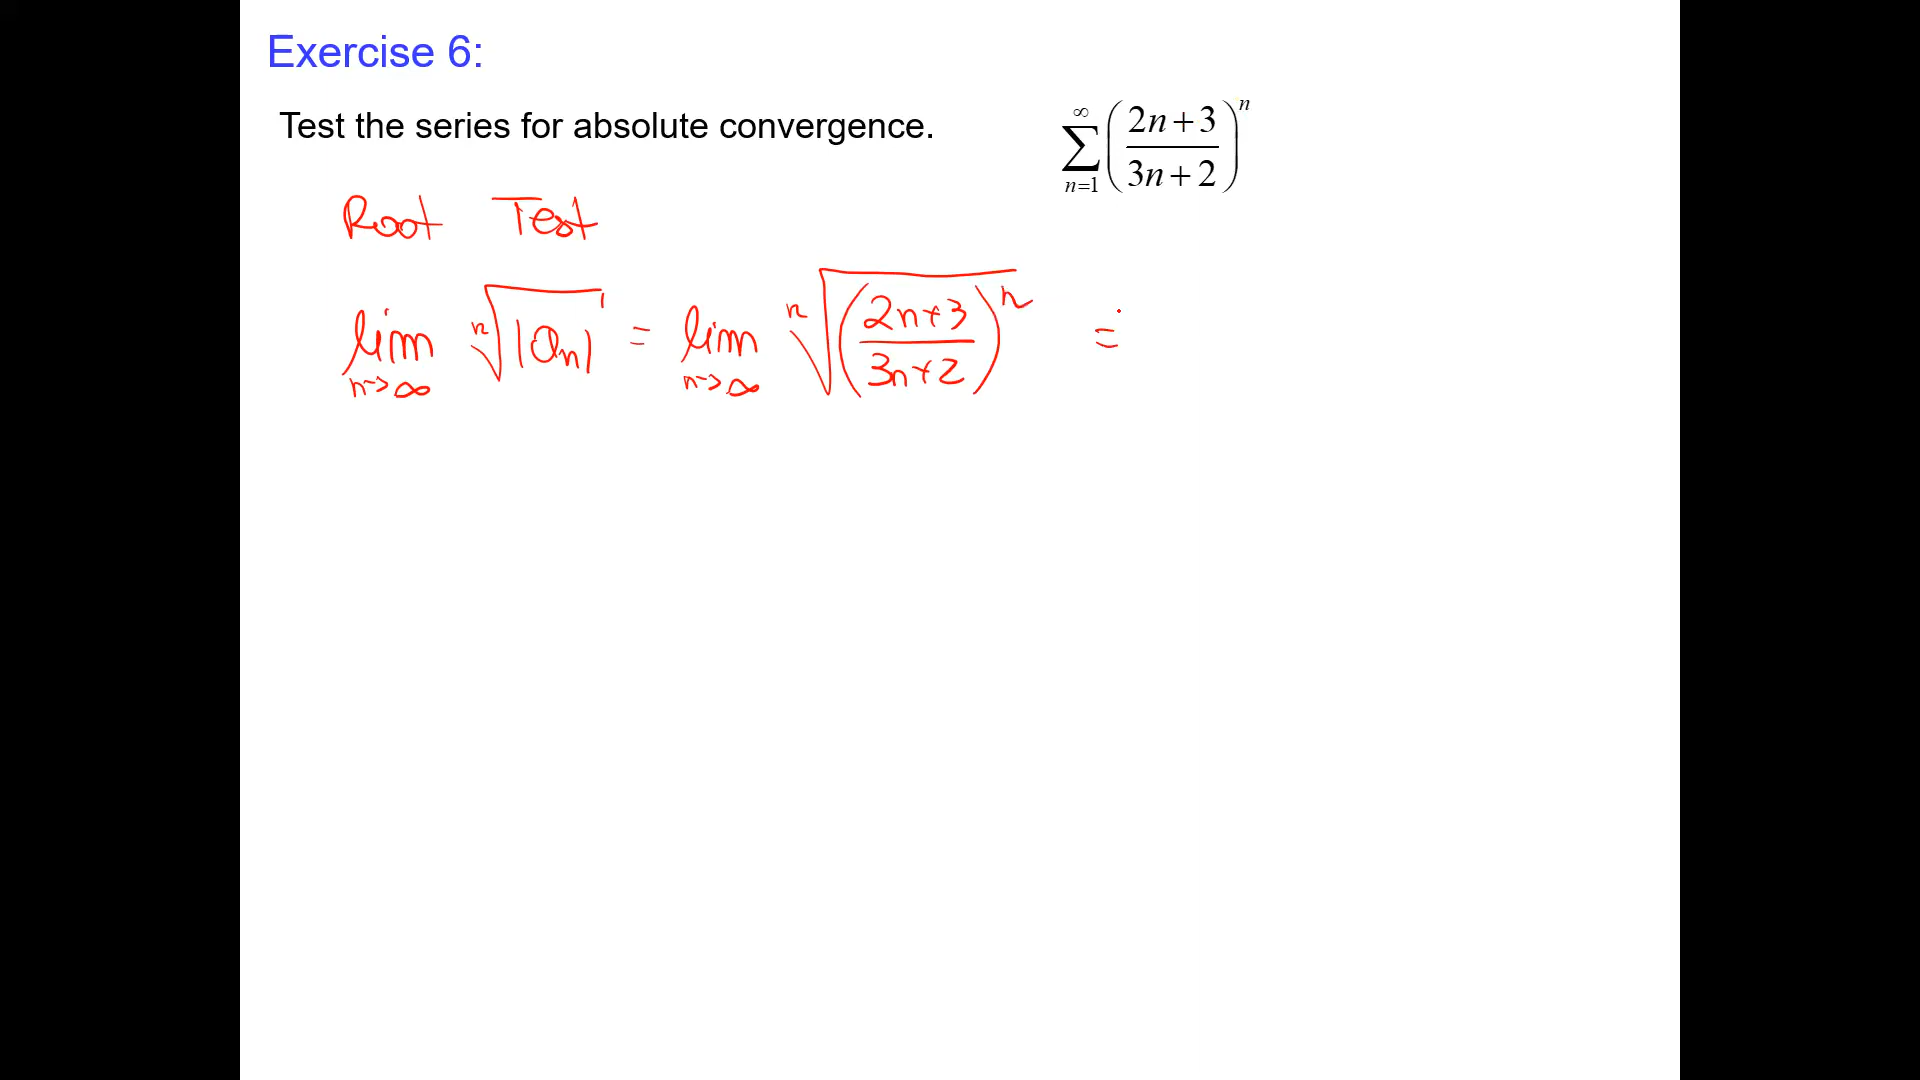 Exercise 6:
Test the series for absolute convergence. ∑_{n=1}^{∞} ((2n+3)/(3n+2))^n
Root Test
lim_{n→∞} ⁿ√|a_n| = lim_{n→∞} ⁿ√((2n+3)/(3n+2))^n =